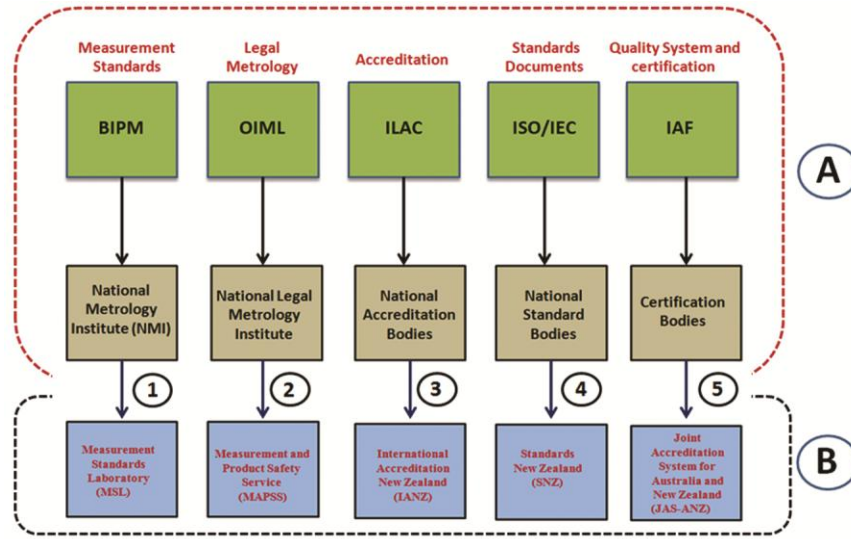 Measurement
Standards
Legal
Metrology
Accreditation
Standards
Documents
Quality System and
certification
BIPM
OIML
ILAC
ISO/IEC
IAF
A
National
Metrology
Institute (NMI)
National Legal
Metrology
Institute
National
Accreditation
Bodies
National
Standard
Bodies
Certification
Bodies
1
2
3
4
5
Measurement
Standards
Laboratory
(MSL)
Measurement and
Product Safety
Service
(MAPSS)
International
Accreditation
New Zealand
(IANZ)
Standards
New Zealand
(SNZ)
Joint
Accreditation
System for
Australia and
New Zealand
(JAS-ANZ)
B